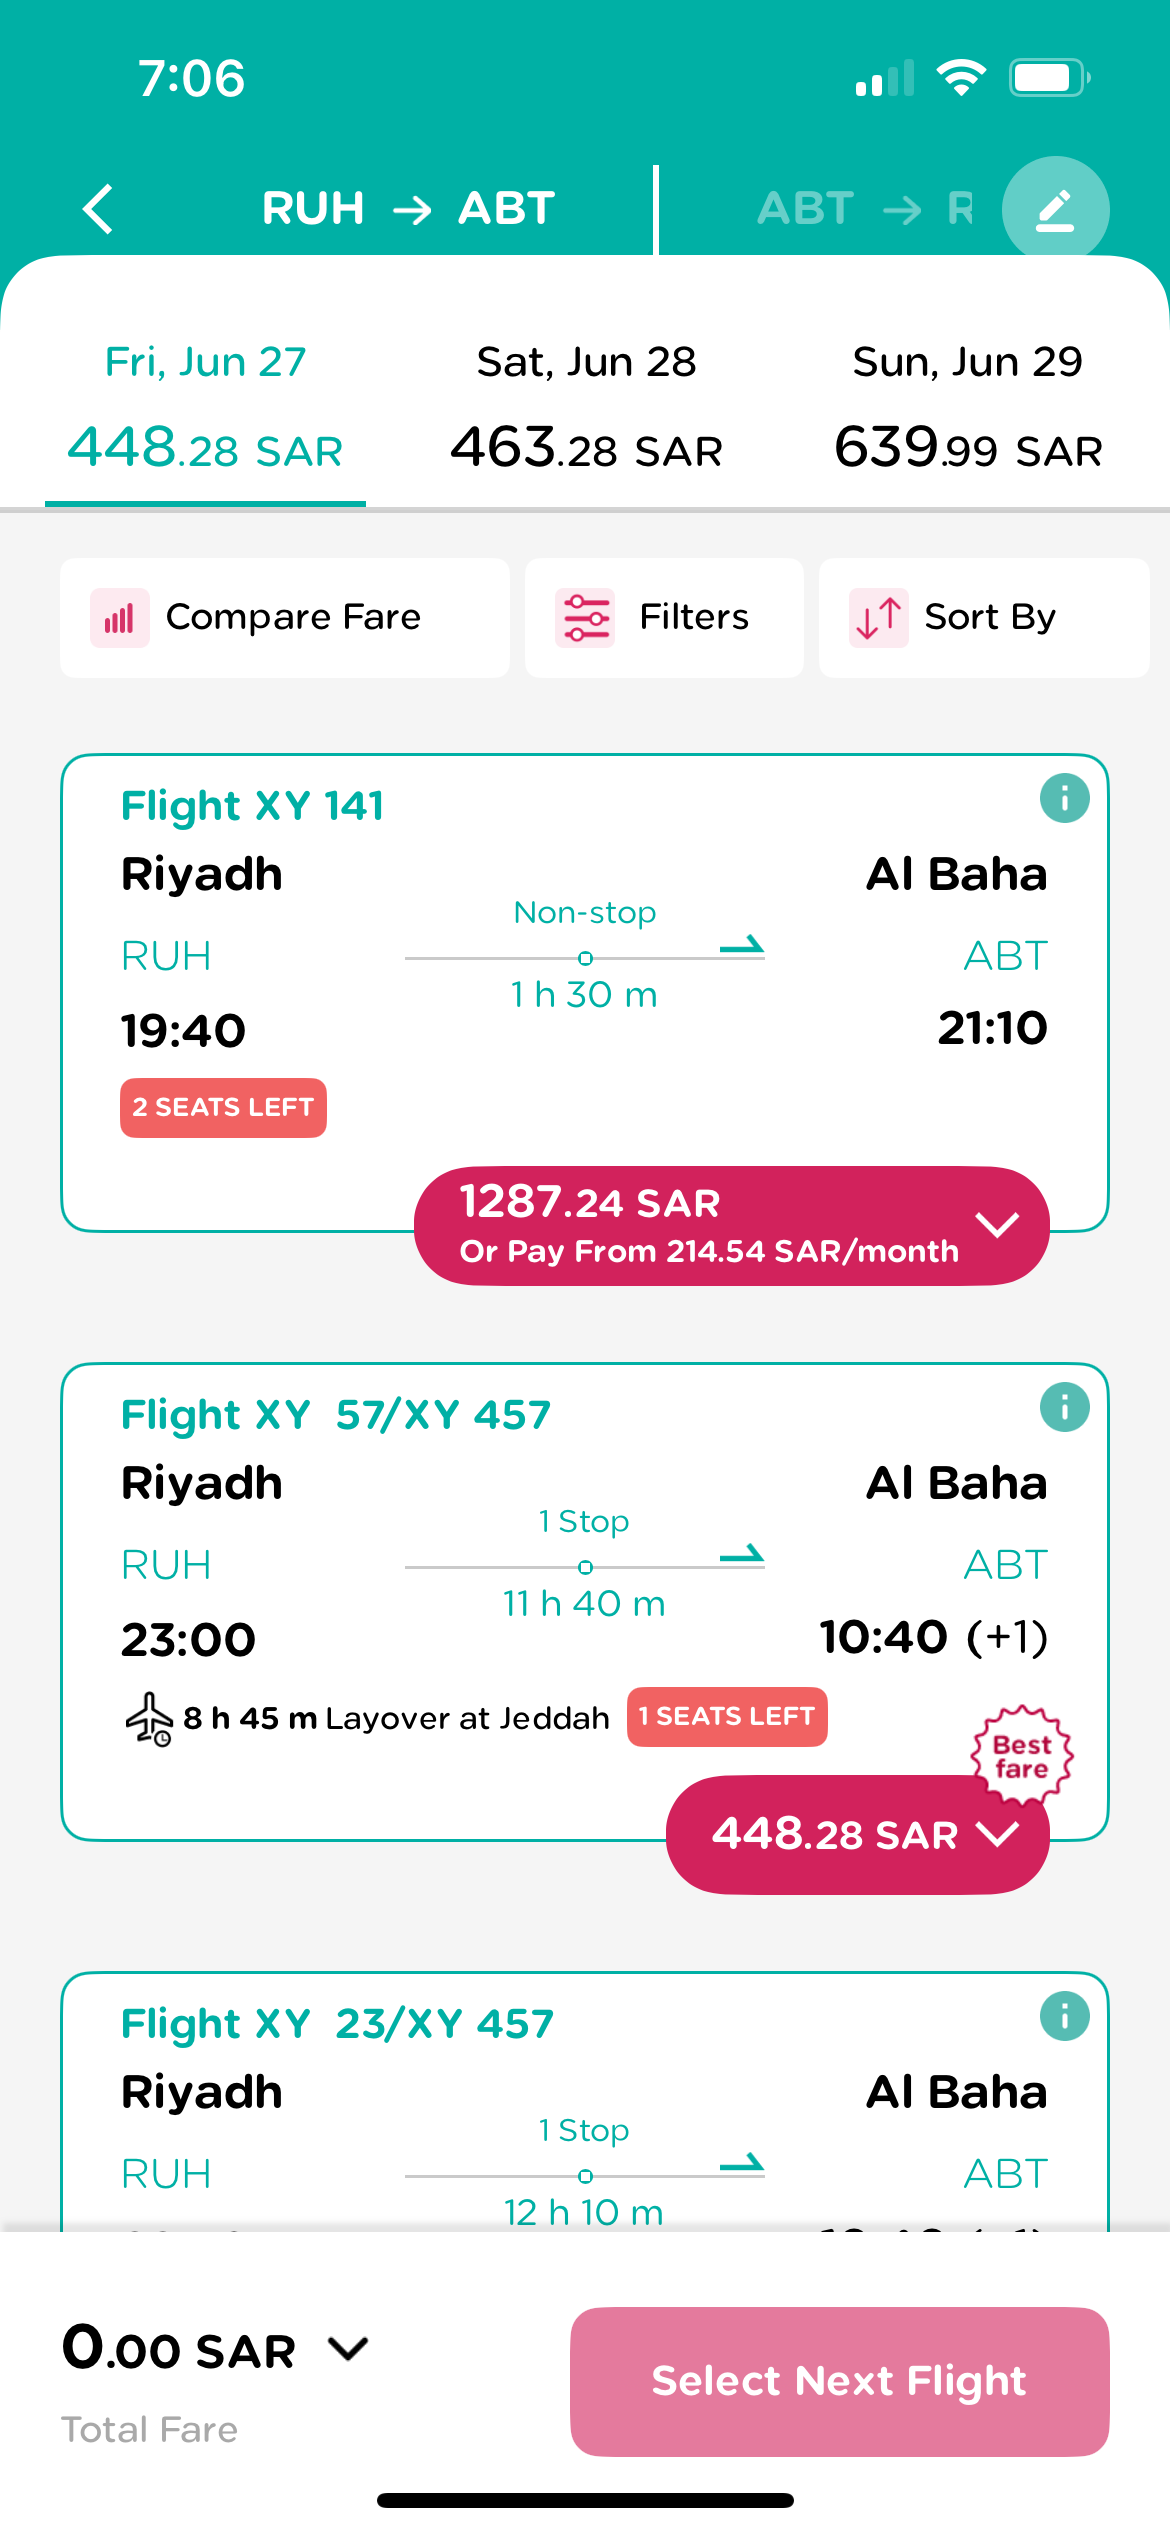 7:06
RUH → ABT
ABT → R
Fri, Jun 27
448.28 SAR
Sat, Jun 28
463.28 SAR
Sun, Jun 29
639.99 SAR
Compare Fare
Filters
Sort By
Flight XY 141
Riyadh
Al Baha
Non-stop
RUH
ABT
1 h 30 m
19:40
21:10
2 SEATS LEFT
1287.24 SAR
Or Pay From 214.54 SAR/month
Flight XY 57/XY 457
Riyadh
Al Baha
1 Stop
RUH
ABT
11 h 40 m
23:00
10:40 (+1)
8 h 45 m Layover at Jeddah
1 SEATS LEFT
Best
fare
448.28 SAR
Flight XY 23/XY 457
Riyadh
Al Baha
1 Stop
RUH
ABT
12 h 10 m
0.00 SAR
Total Fare
Select Next Flight